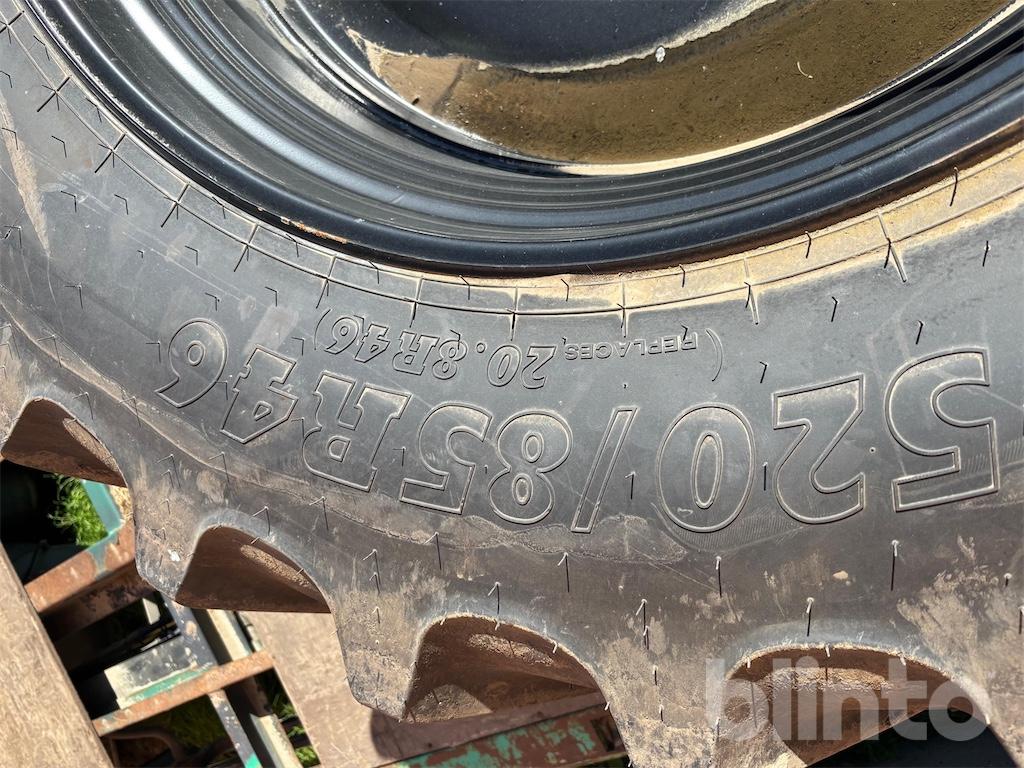 520/85R46
(REPLACES 20.8R46)
blinto